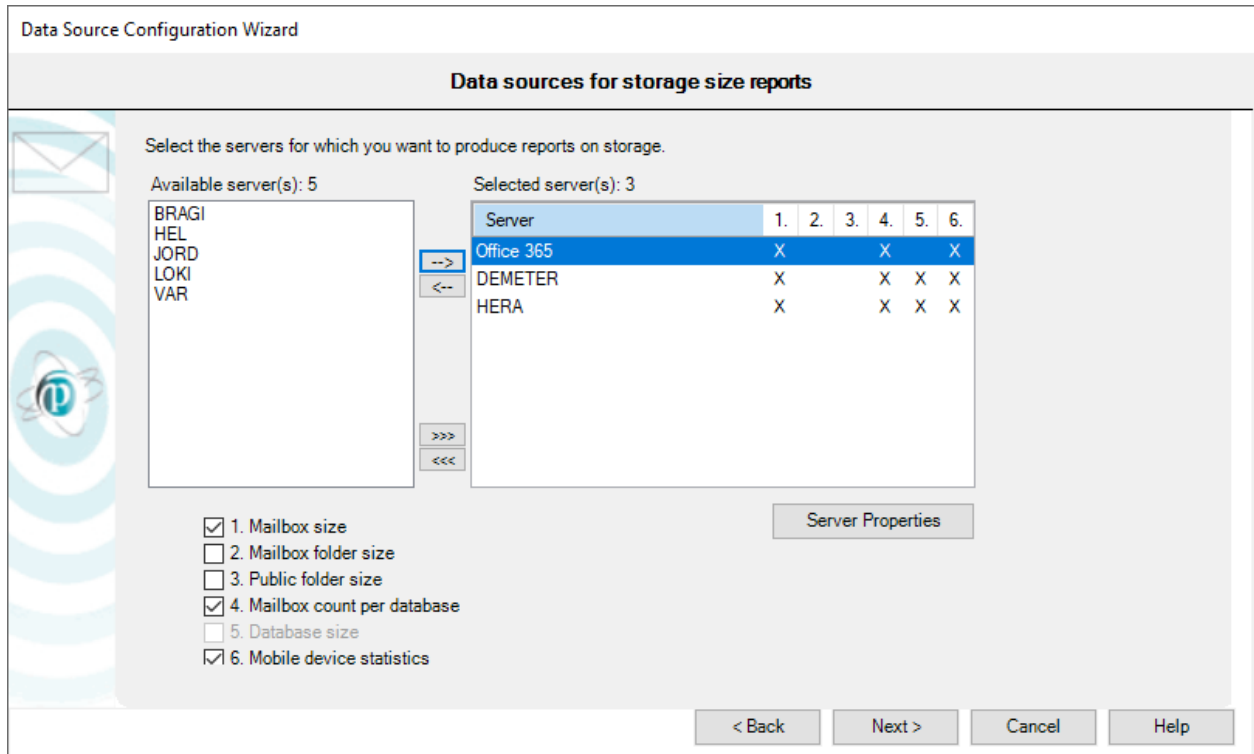 Data Source Configuration Wizard
Data sources for storage size reports
Select the servers for which you want to produce reports on storage.
Available server(s): 5
BRAGI
HEL
JORD
LOKI
VAR
-->
<--
>>>
<<<
Selected server(s): 3
Server 1. 2. 3. 4. 5. 6.
Office 365 X X X
DEMETER X X X X
HERA X X X X
Server Properties
1. Mailbox size
2. Mailbox folder size
3. Public folder size
4. Mailbox count per database
5. Database size
6. Mobile device statistics
< Back Next > Cancel Help